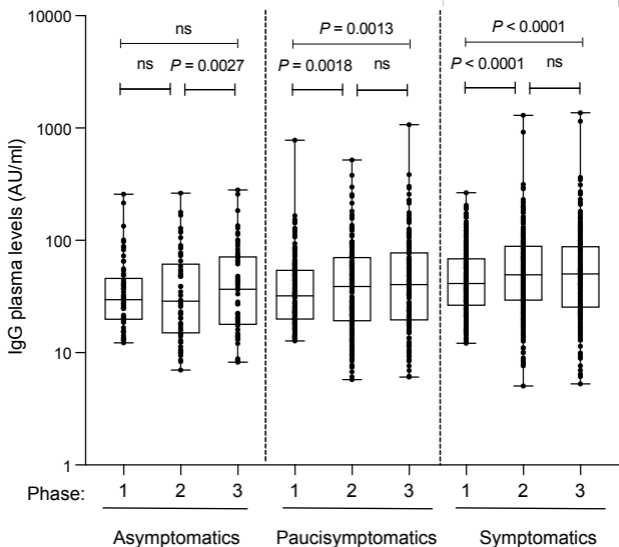 10000
1000
100
10
1
IgG plasma levels (AU/ml)
ns
ns
P = 0.0027
P = 0.0013
P = 0.0018
ns
P < 0.0001
P < 0.0001
ns
Phase: 1 2 3 1 2 3 1 2 3
Asymptomatics Paucisymptomatics Symptomatics